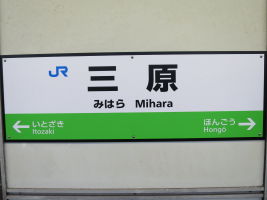 JR 三原
みはら Mihara
← いとざき ほんごう →
Itozaki Hongō